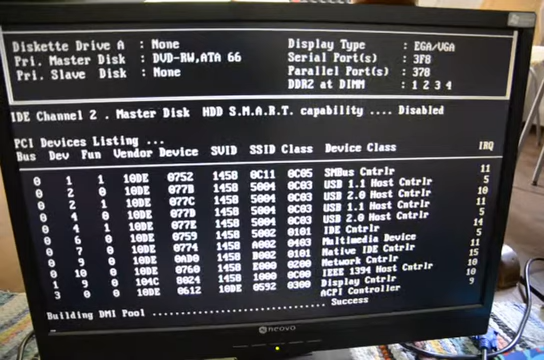 Diskette Drive A : None Display Type : EGA/VGA
Pri. Master Disk : DVD-RW,ATA 66 Serial Port(s) : 3F8
Pri. Slave Disk : None Parallel Port(s) : 378
DDR2 at DIMM : 1 2 3 4
IDE Channel 2 . Master Disk HDD S.M.A.R.T. capability .... Disabled
PCI Devices Listing ...
Bus Dev Fun Vendor Device SVID SSID Class Device Class IRQ
0 1 1 10DE 0752 1458 0C11 0C05 SMBus Cntrlr 11
0 2 0 10DE 077B 1458 5004 0C03 USB 1.1 Host Cntrlr 5
0 2 1 10DE 077C 1458 5004 0C03 USB 2.0 Host Cntrlr 10
0 4 0 10DE 077D 1458 5004 0C03 USB 1.1 Host Cntrlr 11
0 4 1 10DE 077E 1458 5004 0C03 USB 2.0 Host Cntrlr 5
0 6 0 10DE 0759 1458 5002 0101 IDE Cntrlr 14
0 7 0 10DE 0774 1458 A002 0403 Multimedia Device 5
0 0 10DE 0AD0 1458 B002 0101 Native IDE Cntrlr 11
0 10 0 10DE 0760 1458 E000 0200 Network Cntrlr 15
1 9 0 104C 8024 1458 1000 0C00 IEEE 1394 Host Cntrlr 10
3 0 0 10DE 0612 10DE 0592 0300 Display Cntrlr 10
ACPI Controller 9
Building DMI Pool .............................. Success
neovo